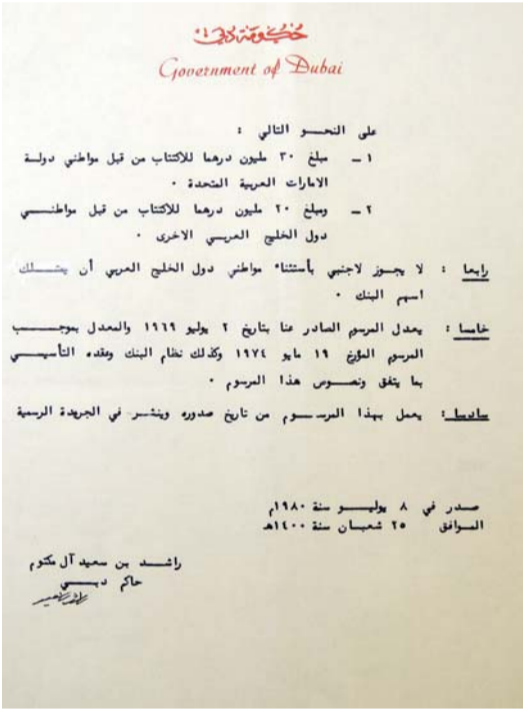 حكومة دبي
Government of Dubai
على النحو التالي :
١ – مبلغ ٣٠ مليون درهما للاكتتاب من قبل مواطني دولة
الامارات العربية المتحدة .
٢ – ومبلغ ٢٠ مليون درهما للاكتتاب من قبل مواطني
دول الخليج العربي الاخرى .
رابعا : لا يجوز لاجنبي بأستثناء مواطني دول الخليج العربي أن يمتلك
اسهم البنك .
خامسا : يعدل المرسوم الصادر عنا بتاريخ ٢ يوليو ١٩٦٩ والمعدل بموجب
المرسوم المؤرخ ١٩ مايو ١٩٧٤ وكذلك نظام البنك وعقده التأسيسي
بما يتفق ونصوص هذا المرسوم .
سادسا : يعمل بهذا المرسوم من تاريخ صدوره وينشر في الجريدة الرسمية
صدر في ٨ يوليو سنة ١٩٨٠م
الموافق ٢٥ شعبان سنة ١٤٠٠هـ
راشد بن سعيد آل مكتوم
حاكم دبي